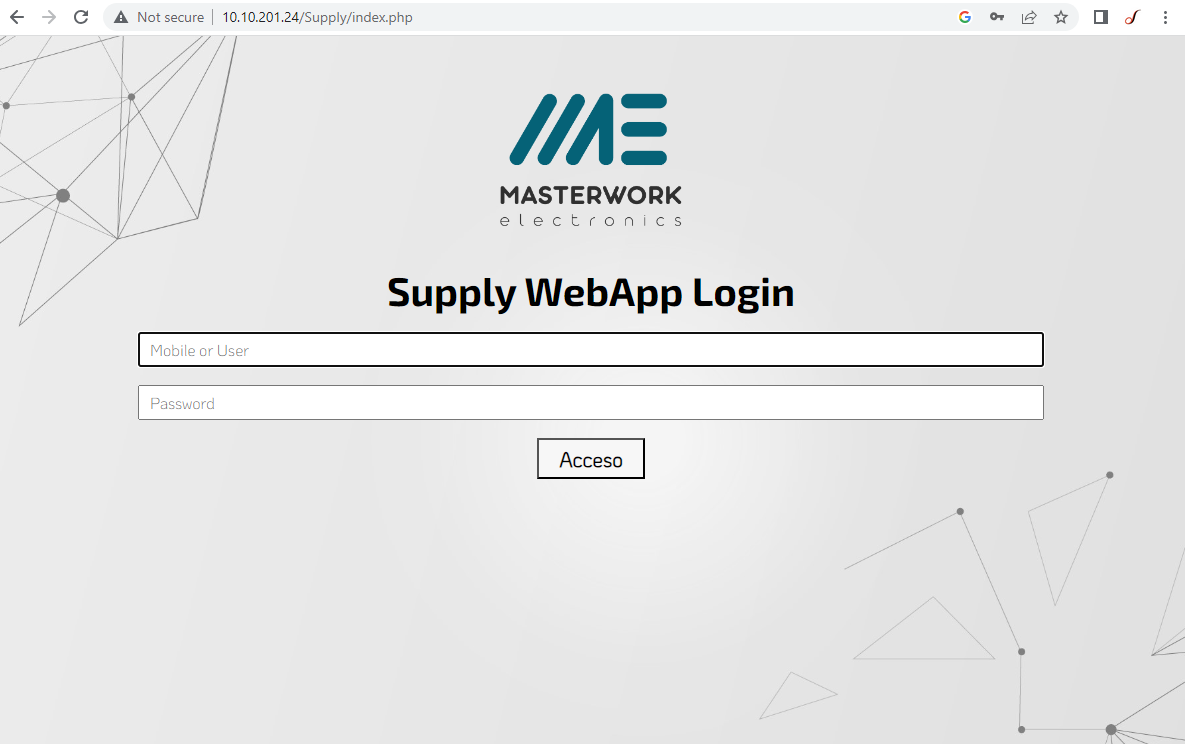 Not secure | 10.10.201.24/Supply/index.php
MASTERWORK
electronics
Supply WebApp Login
Mobile or User
Password
Acceso